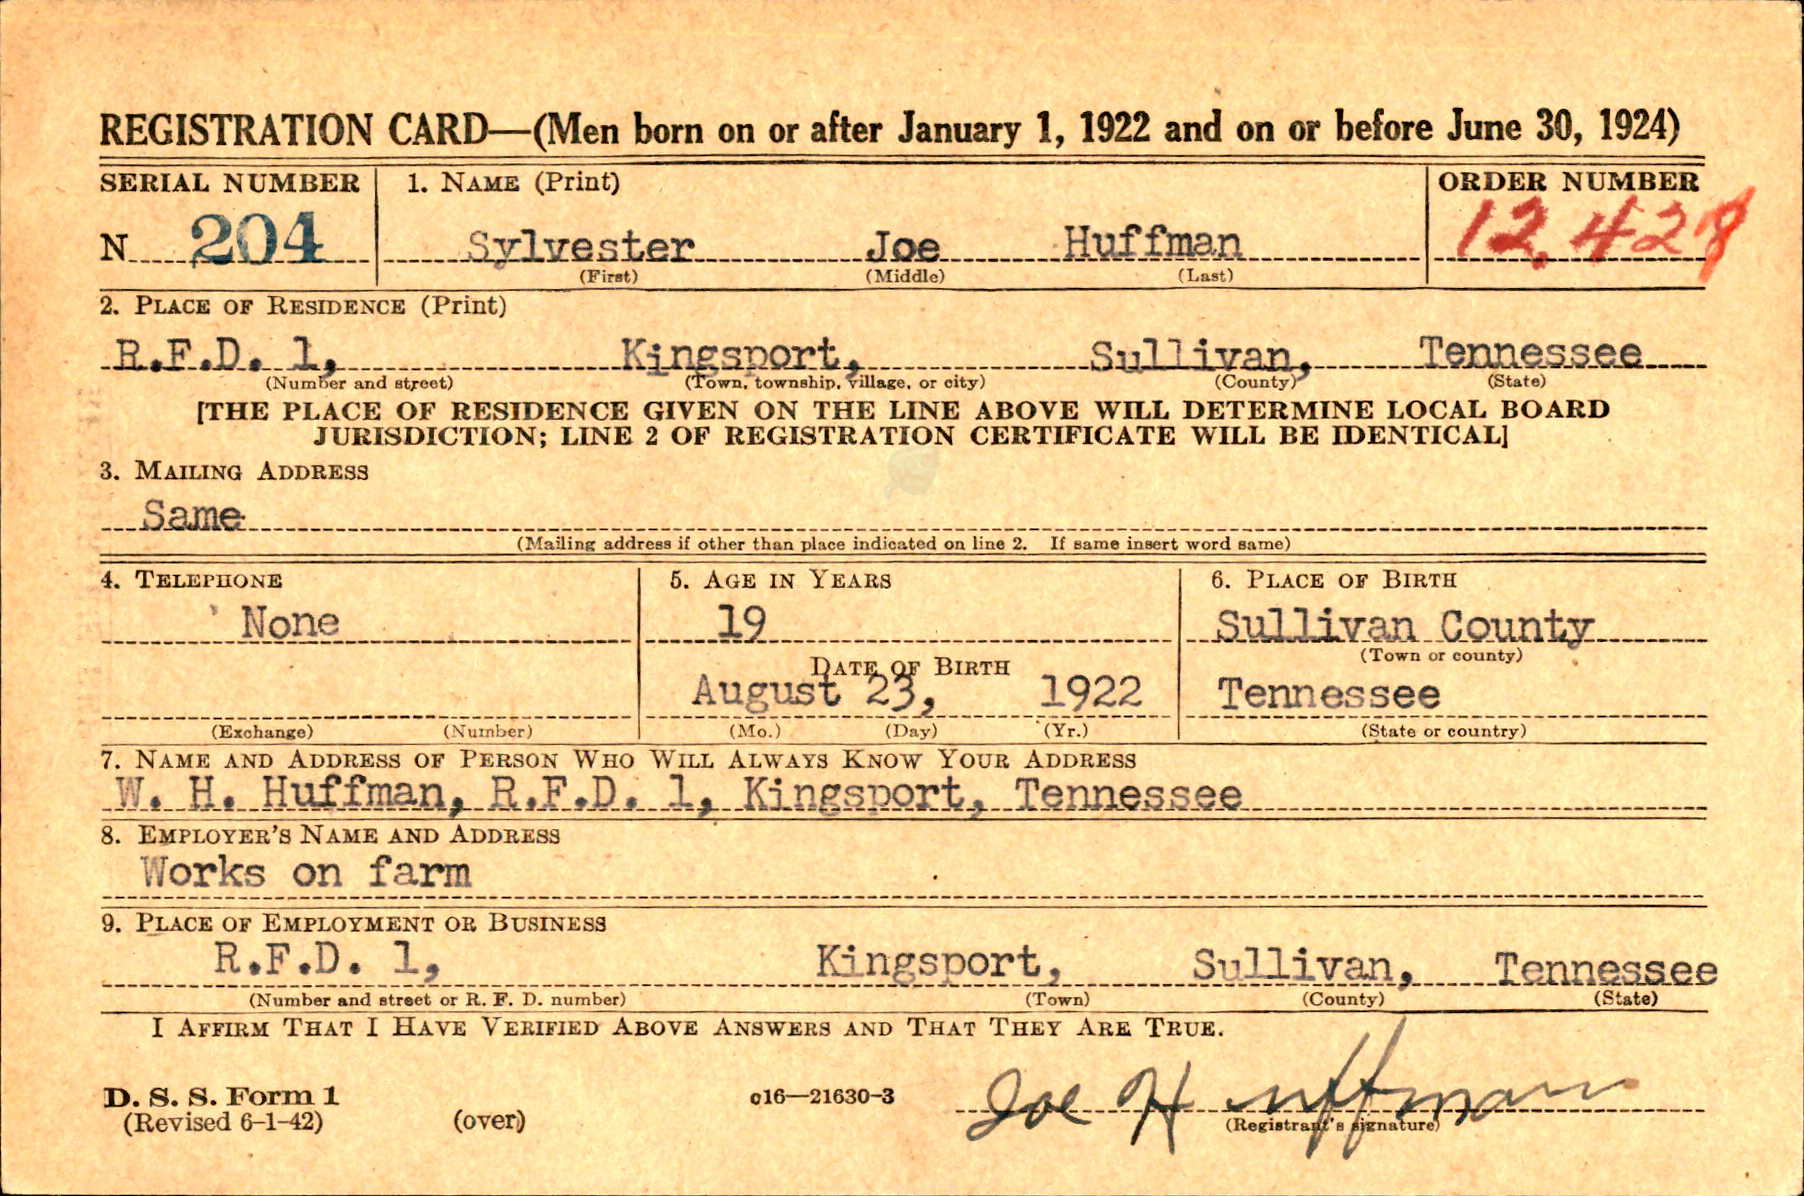 REGISTRATION CARD—(Men born on or after January 1, 1922 and on or before June 30, 1924)
SERIAL NUMBER 1. NAME (Print) ORDER NUMBER
N 204 Sylvester Joe Huffman 12,428
(First) (Middle) (Last)
2. PLACE OF RESIDENCE (Print)
R.F.D. 1, Kingsport, Sullivan, Tennessee
(Number and street) (Town, township, village, or city) (County) (State)
[THE PLACE OF RESIDENCE GIVEN ON THE LINE ABOVE WILL DETERMINE LOCAL BOARD
JURISDICTION; LINE 2 OF REGISTRATION CERTIFICATE WILL BE IDENTICAL]
3. MAILING ADDRESS
Same
(Mailing address if other than place indicated on line 2. If same insert word same)
4. TELEPHONE 5. AGE IN YEARS 6. PLACE OF BIRTH
None 19 Sullivan County
(Town or county)
DATE OF BIRTH
August 23, 1922 Tennessee
(Exchange) (Number) (Mo.) (Day) (Yr.) (State or country)
7. NAME AND ADDRESS OF PERSON WHO WILL ALWAYS KNOW YOUR ADDRESS
W. H. Huffman, R.F.D. 1, Kingsport, Tennessee
8. EMPLOYER'S NAME AND ADDRESS
Works on farm
9. PLACE OF EMPLOYMENT OR BUSINESS
R.F.D. 1, Kingsport, Sullivan, Tennessee
(Number and street or R. F. D. number) (Town) (County) (State)
I AFFIRM THAT I HAVE VERIFIED ABOVE ANSWERS AND THAT THEY ARE TRUE.
D. S. S. Form 1 c16—21630-3 Joe Huffman
(Revised 6-1-42) (over) (Registrant's signature)